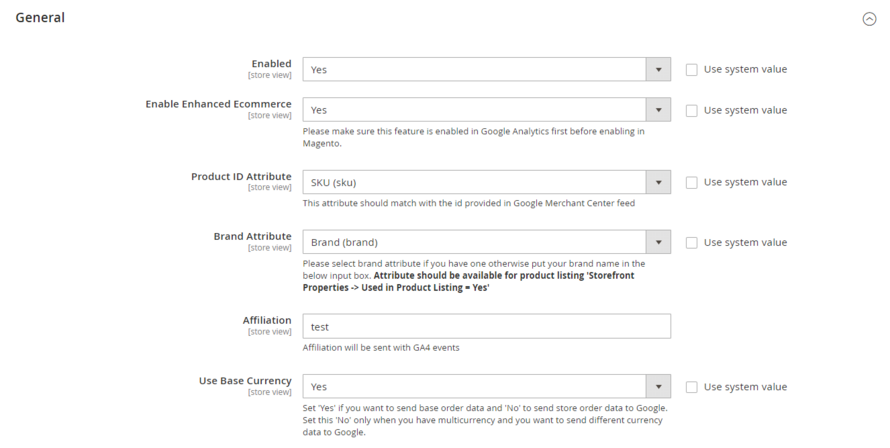 General
Enabled
[store view]
Yes
Use system value
Enable Enhanced Ecommerce
[store view]
Yes
Use system value
Please make sure this feature is enabled in Google Analytics first before enabling in
Magento.
Product ID Attribute
[store view]
SKU (sku)
Use system value
This attribute should match with the id provided in Google Merchant Center feed
Brand Attribute
[store view]
Brand (brand)
Use system value
Please select brand attribute if you have one otherwise put your brand name in the
below input box. Attribute should be available for product listing 'Storefront
Properties -> Used in Product Listing = Yes'
Affiliation
[store view]
test
Affiliation will be sent with GA4 events
Use Base Currency
[store view]
Yes
Use system value
Set 'Yes' if you want to send base order data and 'No' to send store order data to Google.
Set this 'No' only when you have multicurrency and you want to send different currency
data to Google.